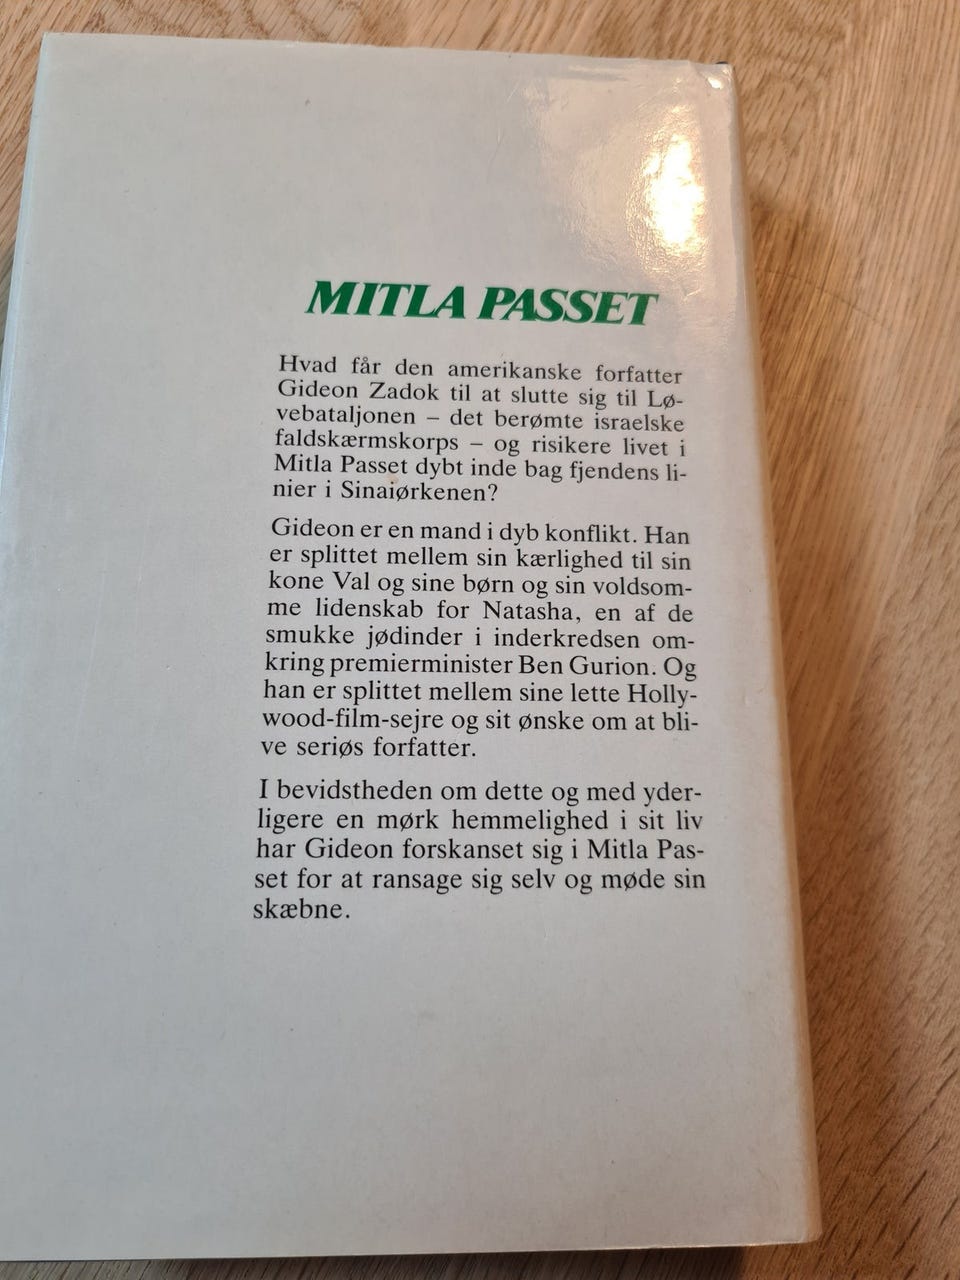 MITLA PASSET
Hvad får den amerikanske forfatter
Gideon Zadok til at slutte sig til Lø-
vebataljonen – det berømte israelske
faldskærmskorps – og risikere livet i
Mitla Passet dybt inde bag fjendens li-
nier i Sinaiørkenen?
Gideon er en mand i dyb konflikt. Han
er splittet mellem sin kærlighed til sin
kone Val og sine børn og sin voldsom-
me lidenskab for Natasha, en af de
smukke jødinder i inderkredsen om-
kring premierminister Ben Gurion. Og
han er splittet mellem sine lette Holly-
wood-film-sejre og sit ønske om at bli-
ve seriøs forfatter.
I bevidstheden om dette og med yder-
ligere en mørk hemmelighed i sit liv
har Gideon forskanset sig i Mitla Pas-
set for at ransage sig selv og møde sin
skæbne.